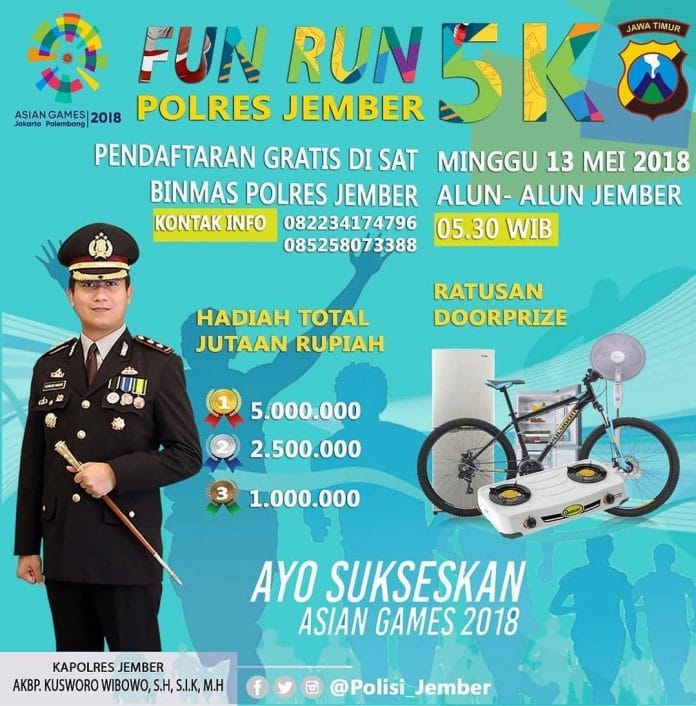 ASIAN GAMES
Jakarta Palembang 2018
FUN RUN 5K
POLRES JEMBER
JAWA TIMUR
PENDAFTARAN GRATIS DI SAT
BINMAS POLRES JEMBER
KONTAK INFO 082234174796
085258073388
MINGGU 13 MEI 2018
ALUN- ALUN JEMBER
05.30 WIB
HADIAH TOTAL
JUTAAN RUPIAH
1 5.000.000
2 2.500.000
3 1.000.000
RATUSAN
DOORPRIZE
AYO SUKSESKAN
ASIAN GAMES 2018
KAPOLRES JEMBER
AKBP. KUSWORO WIBOWO, S.H, S.I.K, M.H
@Polisi_Jember